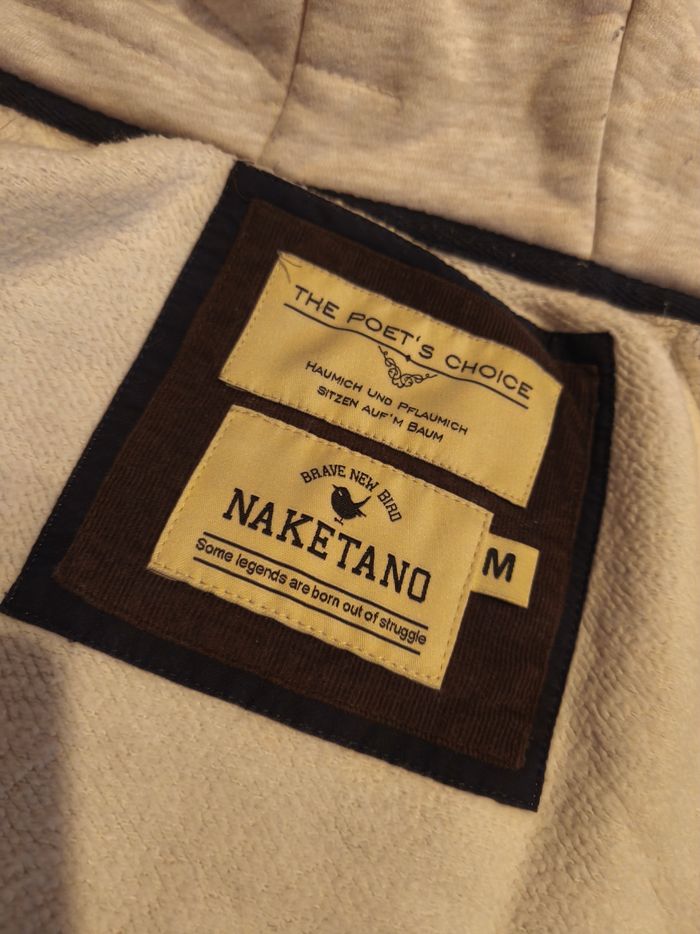 THE POET'S CHOICE
HAUMICH UND PFLAUMICH
SITZEN AUF'M BAUM
BRAVE NEW BIRD
NAKETANO
M
Some legends are born out of struggle